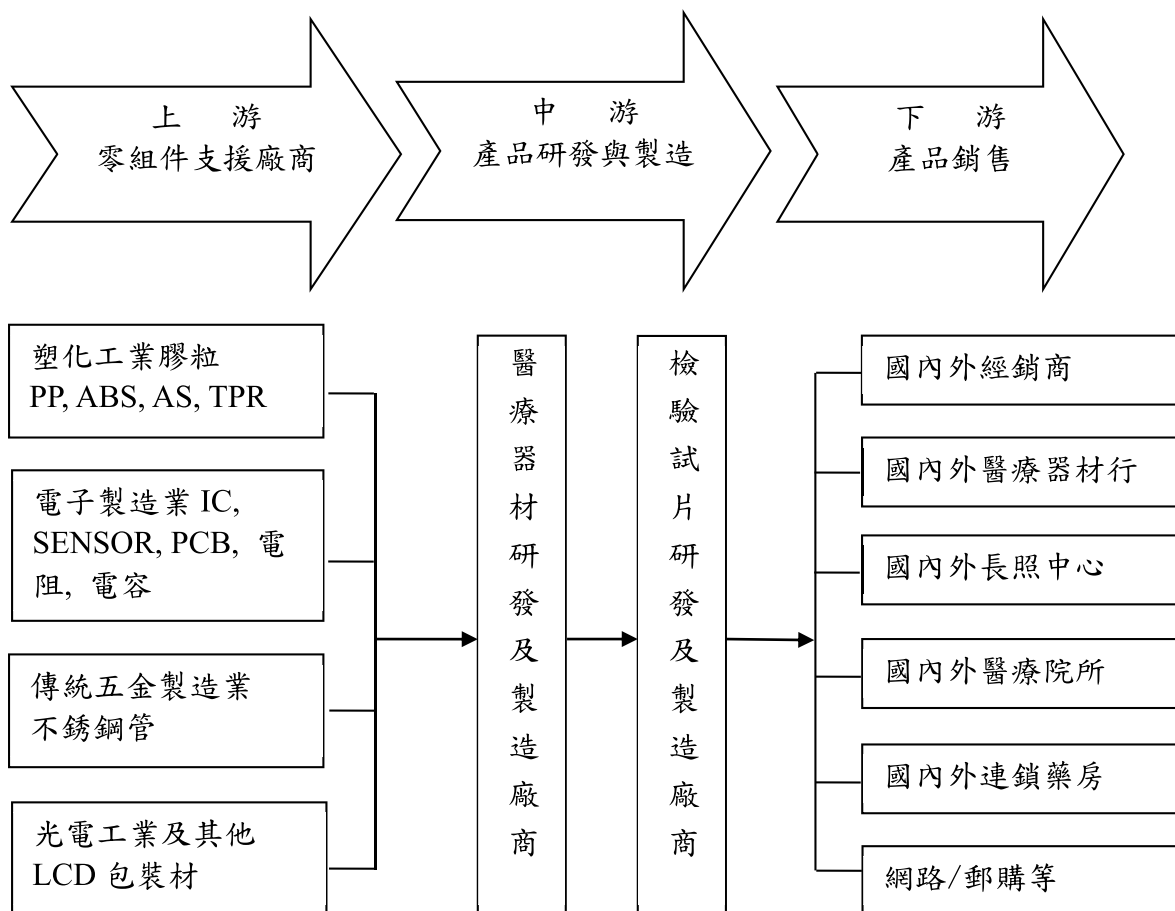 上 游
零組件支援廠商
中 游
產品研發與製造
下 游
產品銷售
塑化工業膠粒
PP, ABS, AS, TPR
電子製造業 IC,
SENSOR, PCB, 電
阻, 電容
傳統五金製造業
不銹鋼管
光電工業及其他
LCD 包裝材
醫療器材研發及製造廠商
檢驗試片研發及製造廠商
國內外經銷商
國內外醫療器材行
國內外長照中心
國內外醫療院所
國內外連鎖藥房
網路/郵購等